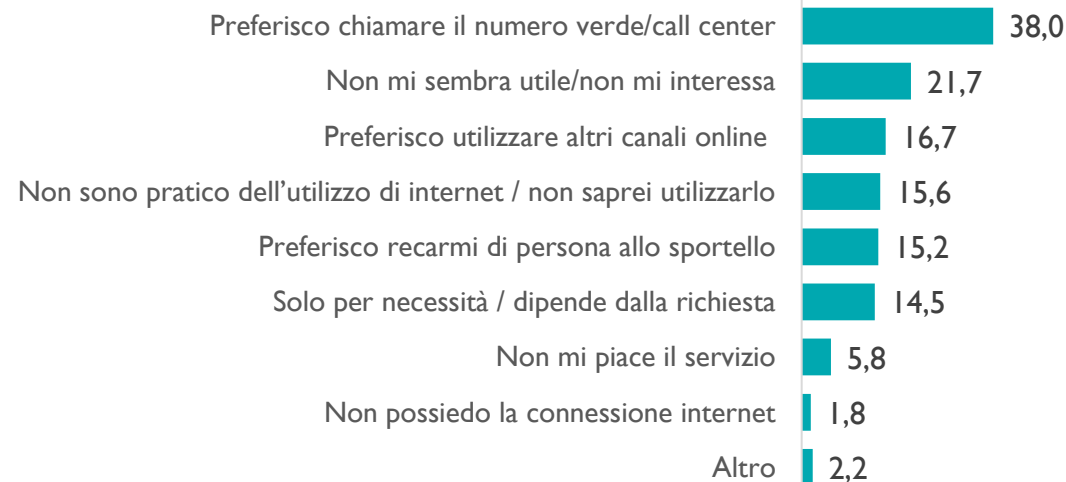 Preferisco chiamare il numero verde/call center 38,0
Non mi sembra utile/non mi interessa 21,7
Preferisco utilizzare altri canali online 16,7
Non sono pratico dell’utilizzo di internet / non saprei utilizzarlo 15,6
Preferisco recarmi di persona allo sportello 15,2
Solo per necessità / dipende dalla richiesta 14,5
Non mi piace il servizio 5,8
Non possiedo la connessione internet 1,8
Altro 2,2